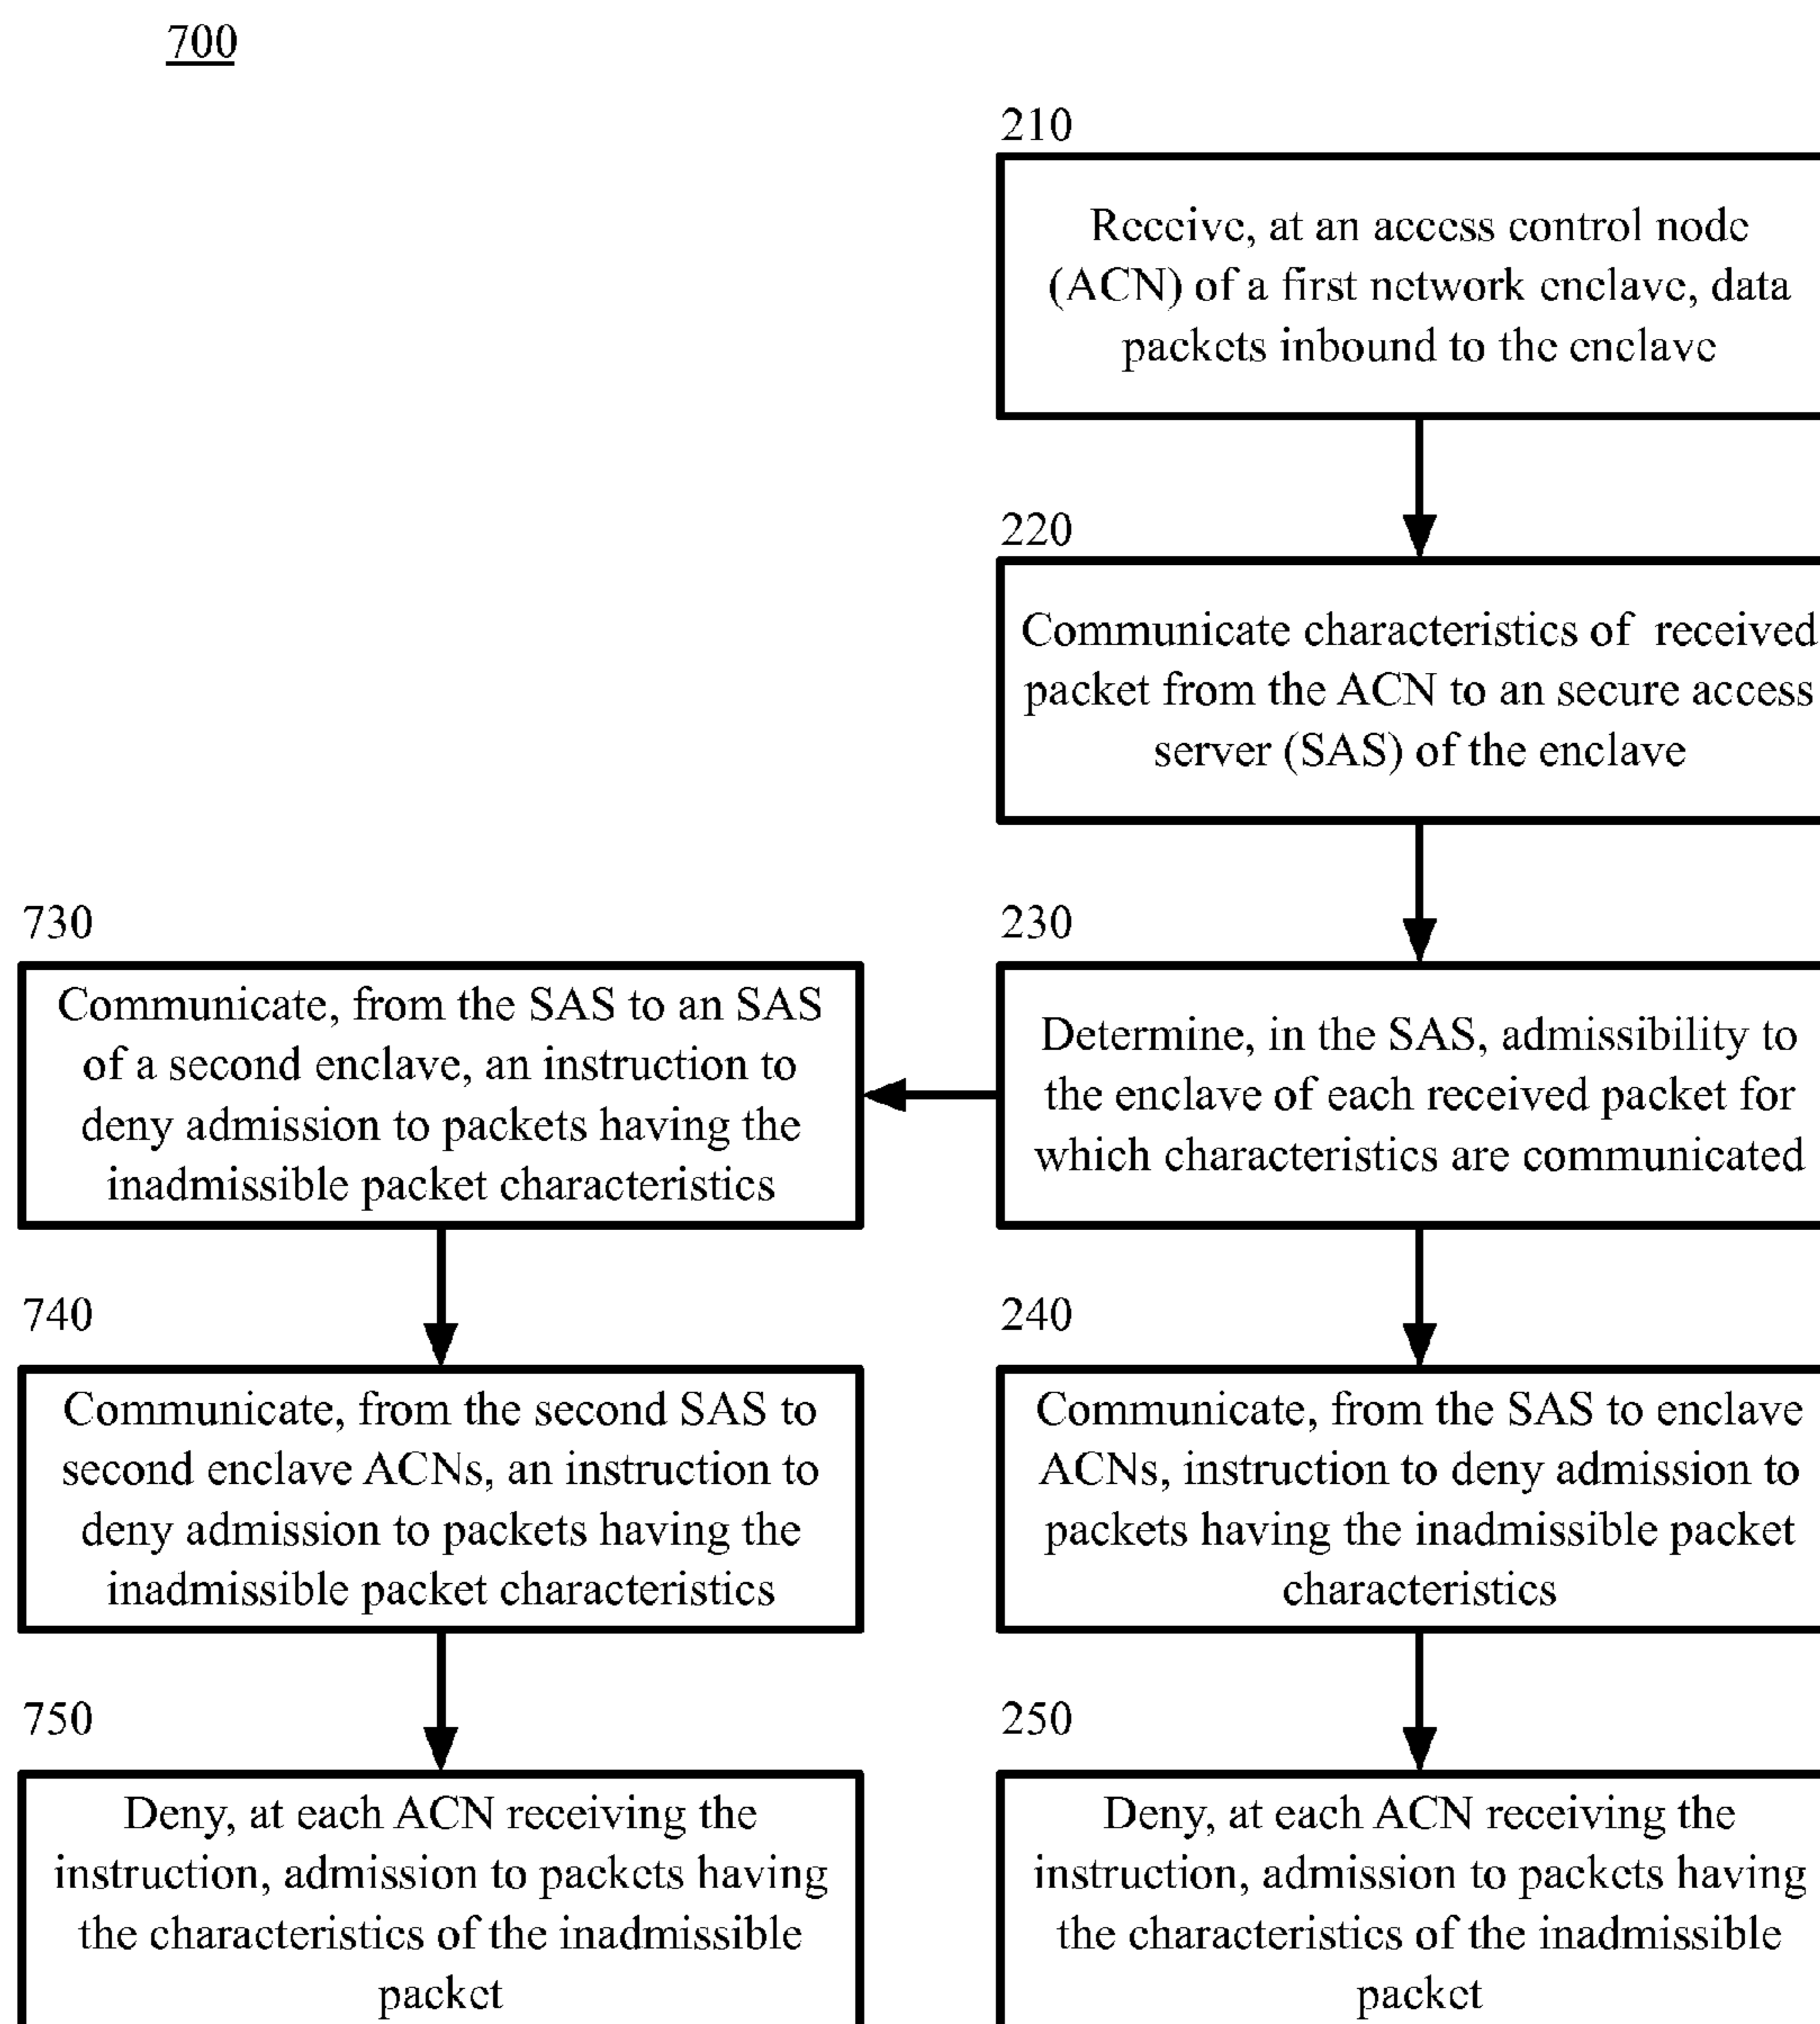 700
210
Receive, at an access control node
(ACN) of a first network enclave, data
packets inbound to the enclave
220
Communicate characteristics of received
packet from the ACN to an secure access
server (SAS) of the enclave
730
Communicate, from the SAS to an SAS
of a second enclave, an instruction to
deny admission to packets having the
inadmissible packet characteristics
230
Determine, in the SAS, admissibility to
the enclave of each received packet for
which characteristics are communicated
740
Communicate, from the second SAS to
second enclave ACNs, an instruction to
deny admission to packets having the
inadmissible packet characteristics
240
Communicate, from the SAS to enclave
ACNs, instruction to deny admission to
packets having the inadmissible packet
characteristics
750
Deny, at each ACN receiving the
instruction, admission to packets having
the characteristics of the inadmissible
packet
250
Deny, at each ACN receiving the
instruction, admission to packets having
the characteristics of the inadmissible
packet